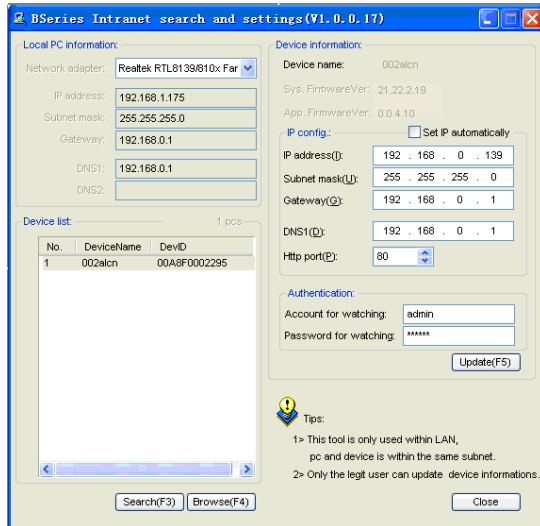 BSeries Intranet search and settings(V1.0.0.17)
Local PC information:
Network adapter: Realtek RTL8139/810x Far
IP address: 192.168.1.175
Subnet mask: 255.255.255.0
Gateway: 192.168.0.1
DNS1: 192.168.0.1
DNS2:
Device list: 1 pcs
No. DeviceName DevID
1 002alcn 00A8F0002295
Search(F3) Browse(F4)
Device information:
Device name: 002alcn
Sys. FirmwareVer: 21.22.2.19
App. FirmwareVer: 0.0.4.10
IP config.: Set IP automatically
IP address(I): 192 . 168 . 0 . 139
Subnet mask(U): 255 . 255 . 255 . 0
Gateway(G): 192 . 168 . 0 . 1
DNS1(D): 192 . 168 . 0 . 1
Http port(P): 80
Authentication:
Account for watching: admin
Password for watching: ******
Update(F5)
Tips:
1> This tool is only used within LAN,
pc and device is within the same subnet.
2> Only the legit user can update device informations.
Close